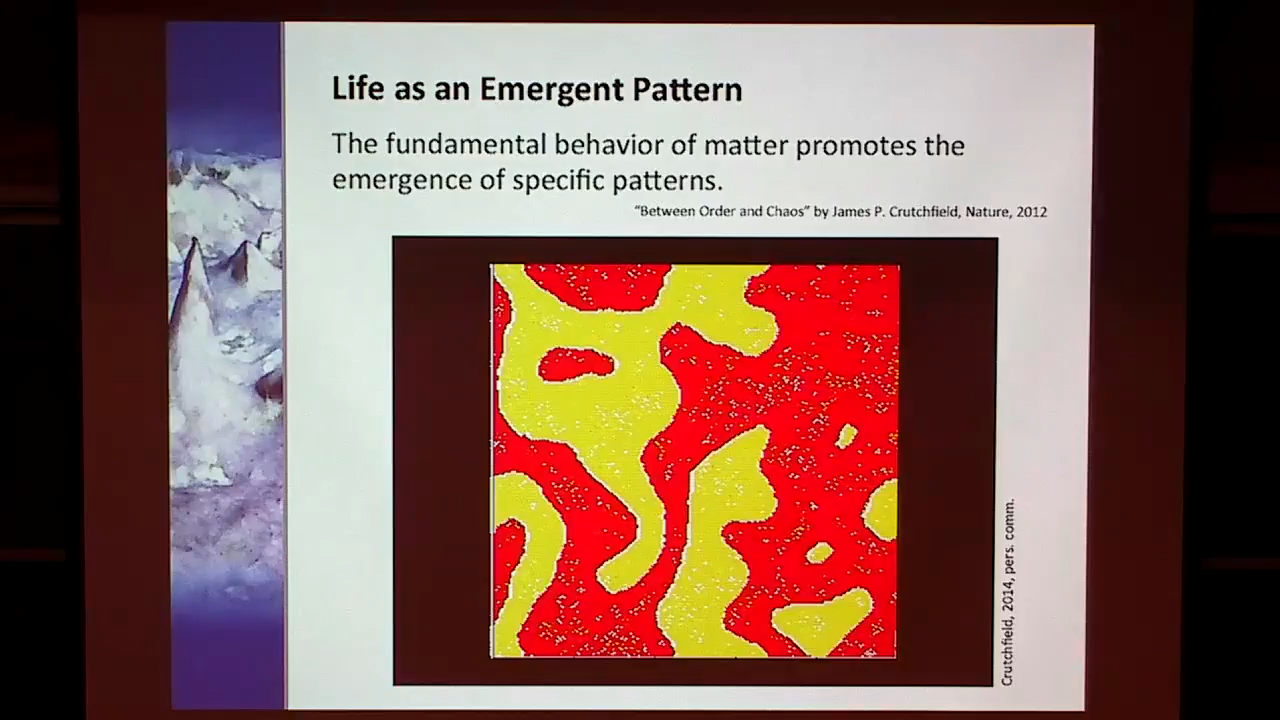 Life as an Emergent Pattern
The fundamental behavior of matter promotes the
emergence of specific patterns.
“Between Order and Chaos” by James P. Crutchfield, Nature, 2012
Crutchfield, 2014, pers. comm.